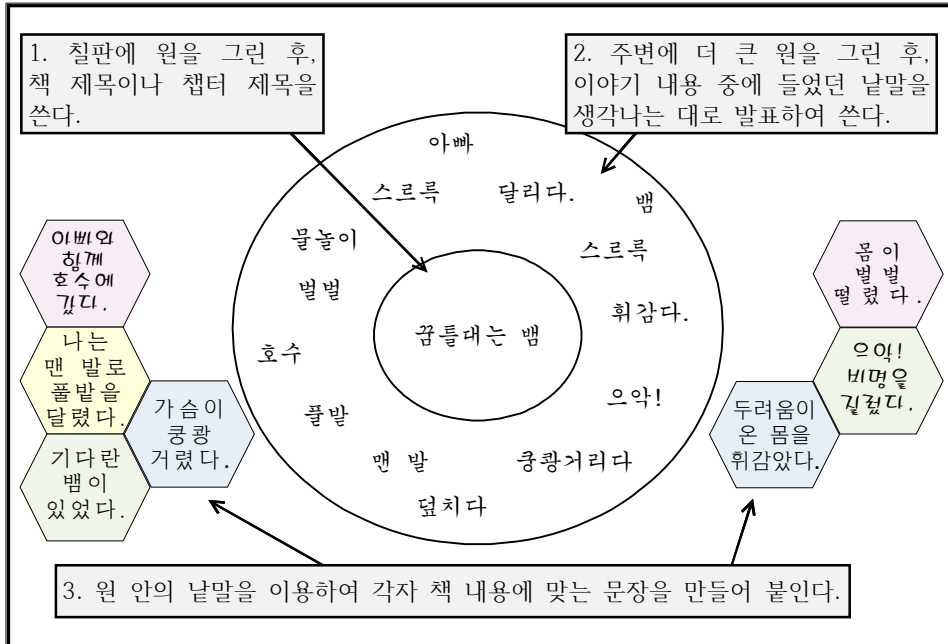 1. 칠판에 원을 그린 후,
책 제목이나 챕터 제목을
쓴다.
2. 주변에 더 큰 원을 그린 후,
이야기 내용 중에 들었던 낱말을
생각나는 대로 발표하여 쓴다.
아빠
스르륵
달리다.
뱀
물놀이
스르륵
벌벌
휘감다.
꿈틀대는 뱀
호수
으악!
풀밭
맨 발
쿵쾅거리다
덮치다
아빠와
함께
호수에
갔다.
나는
맨 발로
풀밭을
달렸다.
가슴이
쿵쾅
거렸다.
기다란
뱀이
있었다.
몸이
벌벌
떨렸다.
으악!
비명을
질렀다.
두려움이
온 몸을
휘감았다.
3. 원 안의 낱말을 이용하여 각자 책 내용에 맞는 문장을 만들어 붙인다.